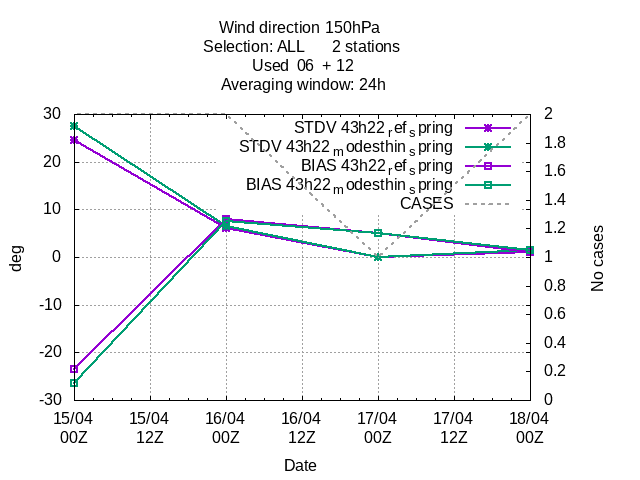 Wind direction 150hPa
Selection: ALL 2 stations
Used 06 + 12
Averaging window: 24h
STDV 43h22_ref_spring
STDV 43h22_modesthin_spring
BIAS 43h22_ref_spring
BIAS 43h22_modesthin_spring
CASES
30
20
10
0
-10
-20
-30
deg
2
1.8
1.6
1.4
1.2
1
0.8
0.6
0.4
0.2
0
No cases
15/04 15/04 16/04 16/04 17/04 17/04 18/04
00Z 12Z 00Z 12Z 00Z 12Z 00Z
Date